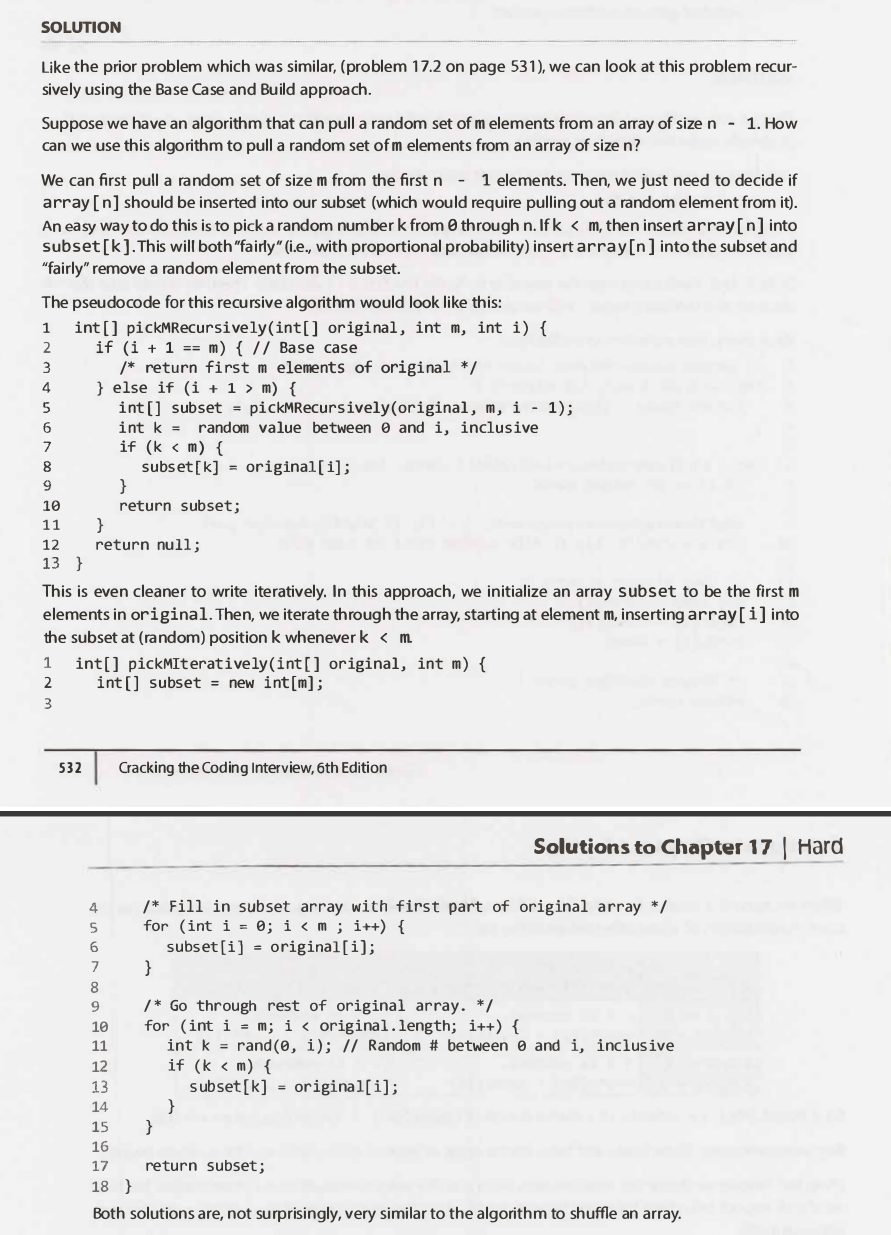 SOLUTION
Like the prior problem which was similar, (problem 17.2 on page 531), we can look at this problem recur-
sively using the Base Case and Build approach.
Suppose we have an algorithm that can pull a random set of m elements from an array of size n - 1. How
can we use this algorithm to pull a random set of m elements from an array of size n?
We can first pull a random set of size m from the first n - 1 elements. Then, we just need to decide if
array[n] should be inserted into our subset (which would require pulling out a random element from it).
An easy way to do this is to pick a random number k from 0 through n. If k < m, then insert array[n] into
subset[k]. This will both "fairly" (i.e., with proportional probability) insert array[n] into the subset and
"fairly" remove a random element from the subset.
The pseudocode for this recursive algorithm would look like this:
1 int[] pickMRecursively(int[] original, int m, int i) {
2 if (i + 1 == m) { // Base case
3 /* return first m elements of original */
4 } else if (i + 1 > m) {
5 int[] subset = pickMRecursively(original, m, i - 1);
6 int k = random value between 0 and i, inclusive
7 if (k < m) {
8 subset[k] = original[i];
9 }
10 return subset;
11 }
12 return null;
13 }
This is even cleaner to write iteratively. In this approach, we initialize an array subset to be the first m
elements in original. Then, we iterate through the array, starting at element m, inserting array[i] into
the subset at (random) position k whenever k < m.
1 int[] pickMIteratively(int[] original, int m) {
2 int[] subset = new int[m];
3
532 Cracking the Coding Interview, 6th Edition
Solutions to Chapter 17 | Hard
4 /* Fill in subset array with first part of original array */
5 for (int i = 0; i < m ; i++) {
6 subset[i] = original[i];
7 }
8
9 /* Go through rest of original array. */
10 for (int i = m; i < original.length; i++) {
11 int k = rand(0, i); // Random # between 0 and i, inclusive
12 if (k < m) {
13 subset[k] = original[i];
14 }
15 }
16
17 return subset;
18 }
Both solutions are, not surprisingly, very similar to the algorithm to shuffle an array.